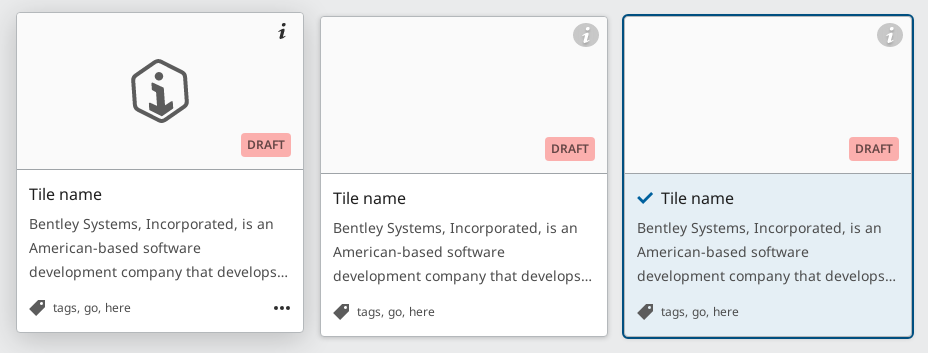 DRAFT
Tile name
Bentley Systems, Incorporated, is an
American-based software
development company that develops...
tags, go, here
DRAFT
Tile name
Bentley Systems, Incorporated, is an
American-based software
development company that develops...
tags, go, here
DRAFT
Tile name
Bentley Systems, Incorporated, is an
American-based software
development company that develops...
tags, go, here